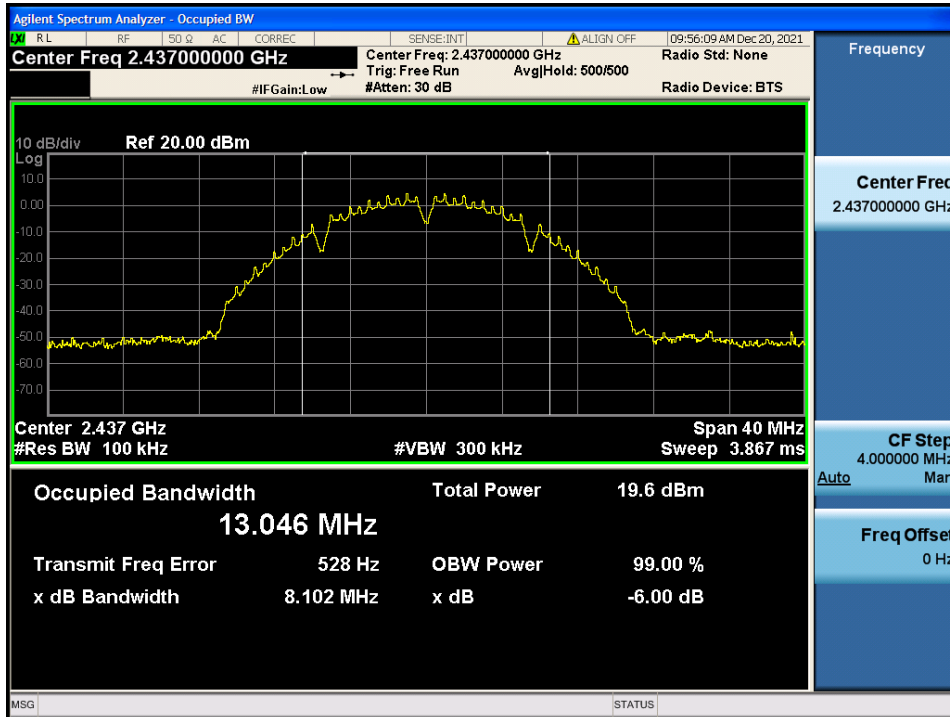 Agilent Spectrum Analyzer - Occupied BW
LXI RL RF 50 Ω AC CORREC SENSE:INT ALIGN OFF 09:56:09 AM Dec 20, 2021
Center Freq 2.437000000 GHz
Center Freq: 2.437000000 GHz Radio Std: None
Trig: Free Run Avg|Hold: 500/500
#IFGain:Low #Atten: 30 dB Radio Device: BTS
10 dB/div Ref 20.00 dBm
Log
10.0
0.00
-10.0
-20.0
-30.0
-40.0
-50.0
-60.0
-70.0
Center 2.437 GHz Span 40 MHz
#Res BW 100 kHz #VBW 300 kHz Sweep 3.867 ms
Occupied Bandwidth Total Power 19.6 dBm
13.046 MHz
Transmit Freq Error 528 Hz OBW Power 99.00 %
x dB Bandwidth 8.102 MHz x dB -6.00 dB
MSG STATUS
Frequency
Center Freq
2.437000000 GHz
CF Step
4.000000 MHz
Auto Man
Freq Offset
0 Hz